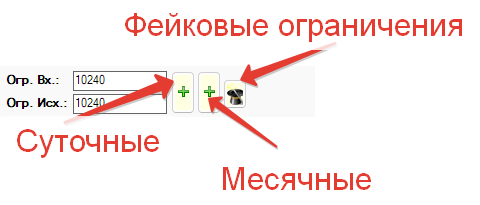 Фейковые ограничения
Огр. Вх.: 10240
Огр. Исх.: 10240
Суточные
Месячные